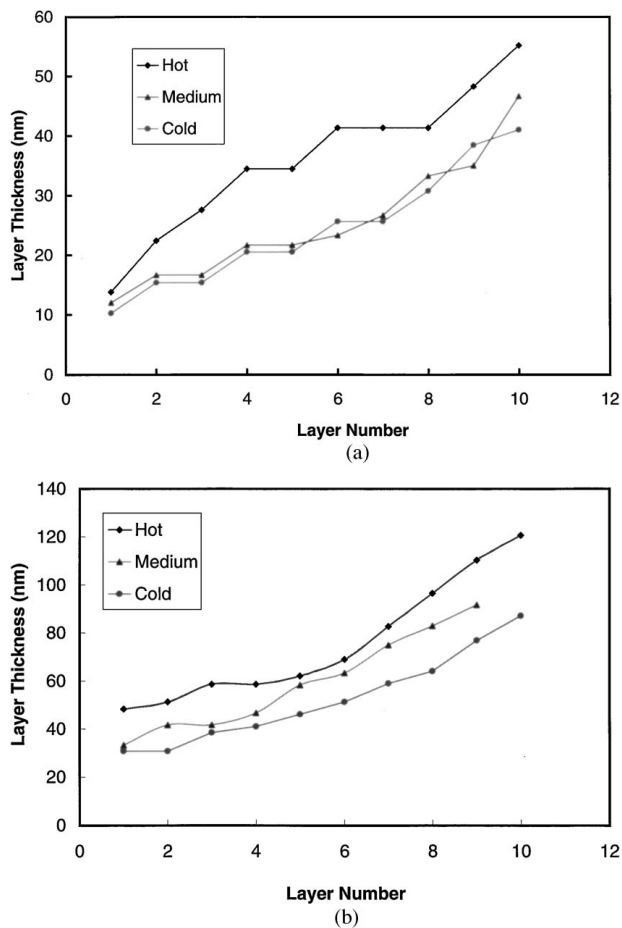 60
50
40
30
20
10
0
Layer Thickness (nm)
Hot
Medium
Cold
0 2 4 6 8 10 12
Layer Number
(a)
140
120
100
80
60
40
20
0
Layer Thickness (nm)
Hot
Medium
Cold
0 2 4 6 8 10 12
Layer Number
(b)